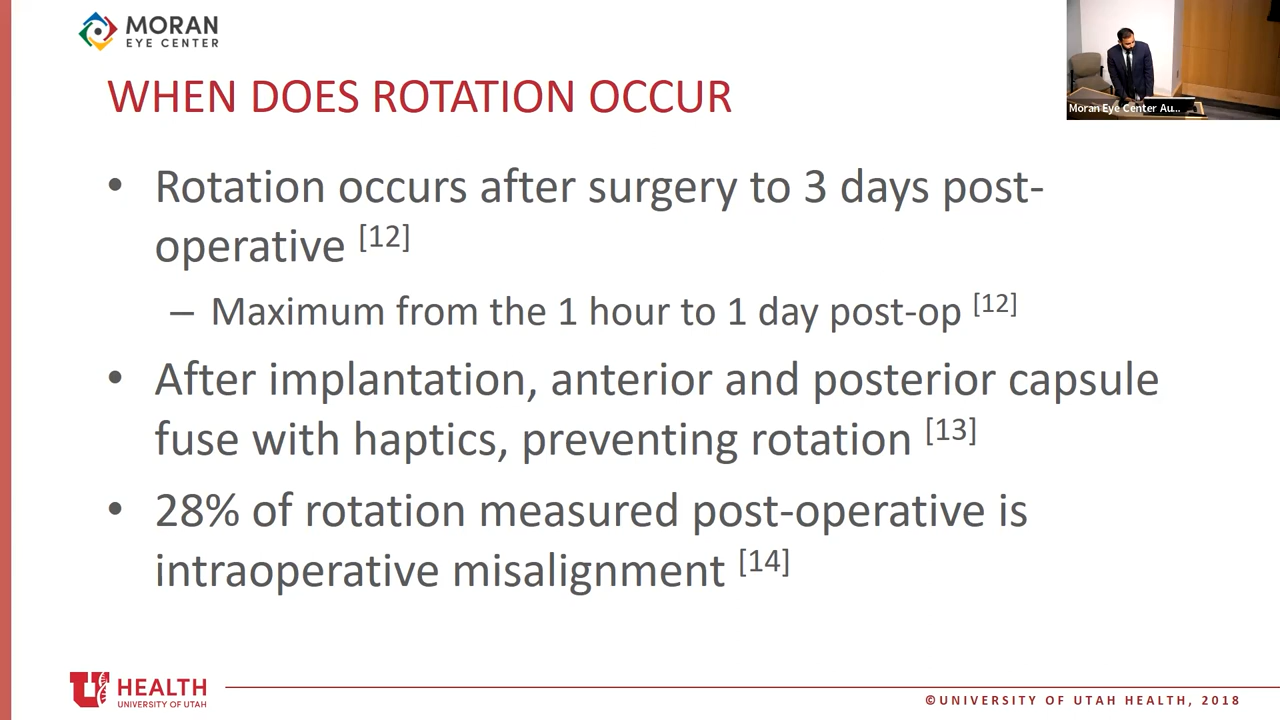 MORAN
EYE CENTER
Moran Eye Center Au...
WHEN DOES ROTATION OCCUR
• Rotation occurs after surgery to 3 days post-
operative [12]
– Maximum from the 1 hour to 1 day post-op [12]
• After implantation, anterior and posterior capsule
fuse with haptics, preventing rotation [13]
• 28% of rotation measured post-operative is
intraoperative misalignment [14]
U HEALTH
UNIVERSITY OF UTAH
©UNIVERSITY OF UTAH HEALTH, 2018